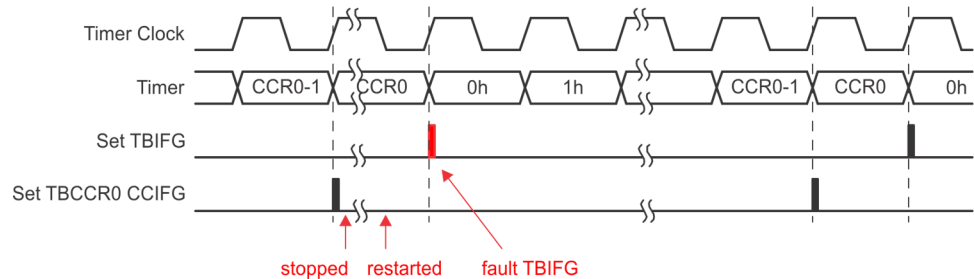 Timer Clock
Timer CCR0-1 CCR0 0h 1h CCR0-1 CCR0 0h
Set TBIFG
Set TBCCR0 CCIFG
stopped restarted fault TBIFG